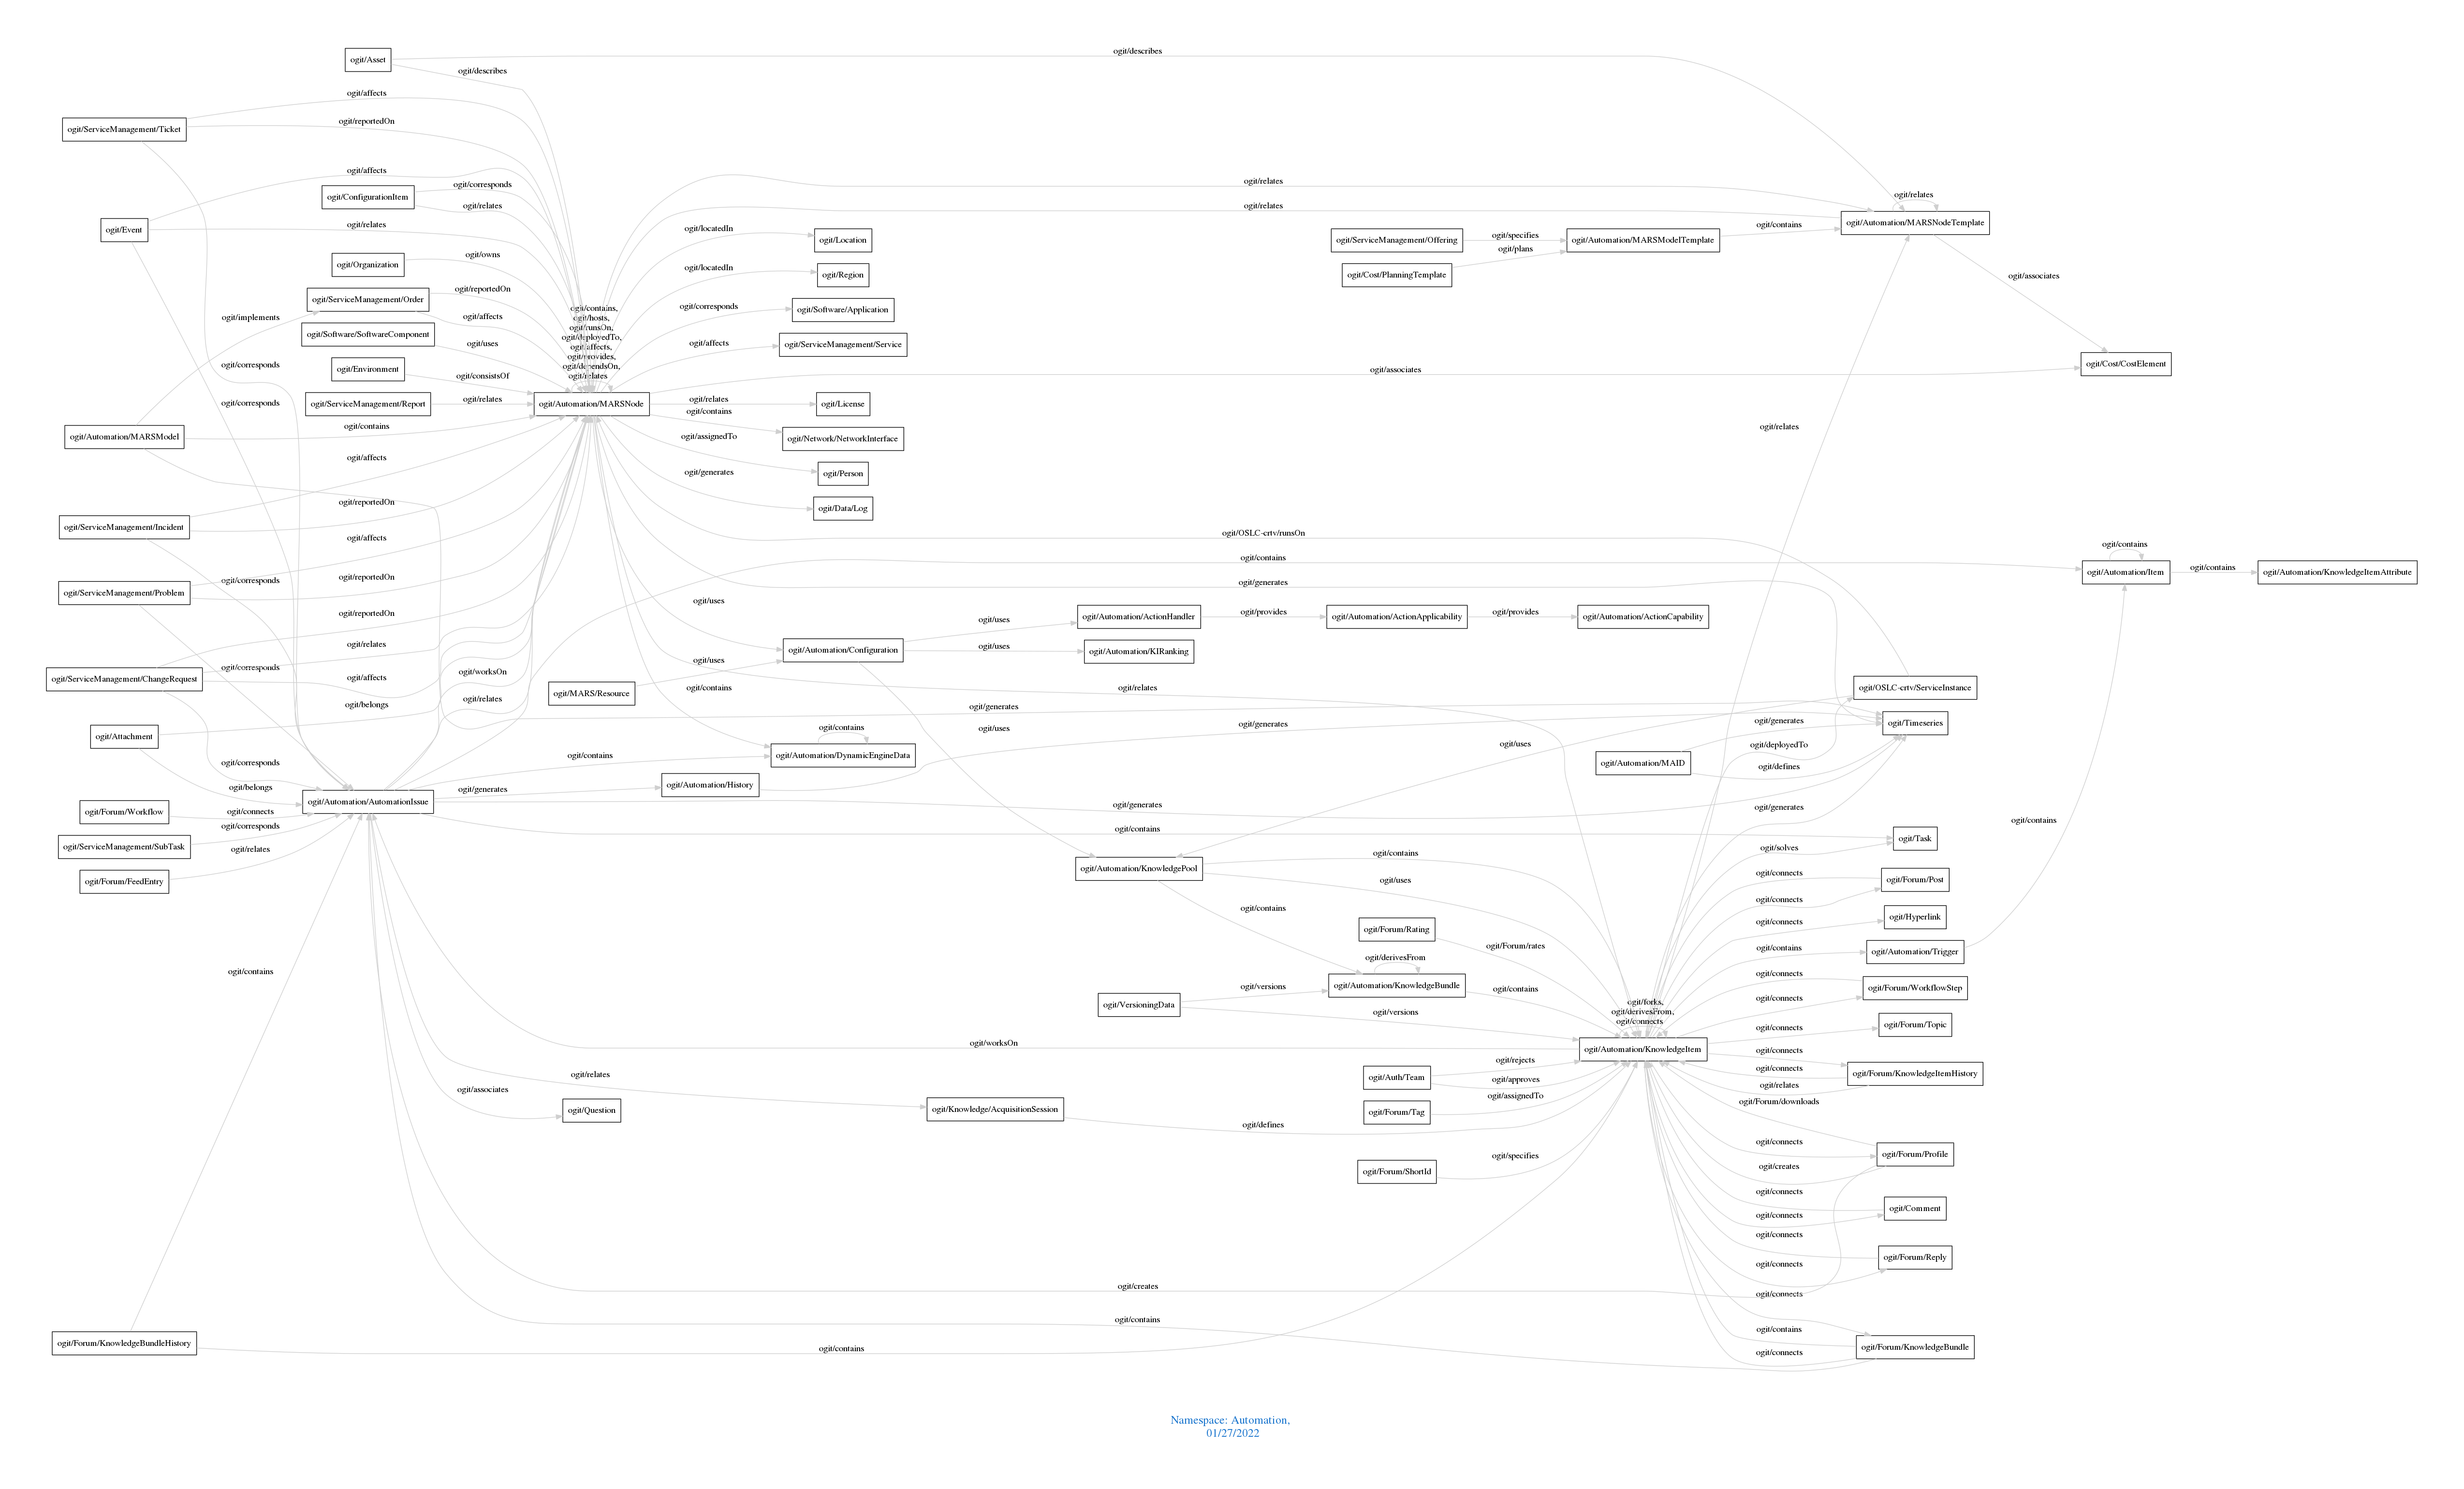 ogit/Asset
ogit/describes
ogit/describes
ogit/affects
ogit/ServiceManagement/Ticket
ogit/reportedOn
ogit/affects
ogit/ConfigurationItem
ogit/corresponds
ogit/relates
ogit/Event
ogit/relates
ogit/relates
ogit/relates
ogit/relates
ogit/Automation/MARSNodeTemplate
ogit/locatedIn
ogit/Location
ogit/ServiceManagement/Offering
ogit/specifies
ogit/Automation/MARSModelTemplate
ogit/contains
ogit/plans
ogit/Cost/PlanningTemplate
ogit/Organization
ogit/owns
ogit/locatedIn
ogit/Region
ogit/associates
ogit/ServiceManagement/Order
ogit/reportedOn
ogit/affects
ogit/implements
ogit/corresponds
ogit/Software/Application
ogit/contains,
ogit/hosts,
ogit/runsOn,
ogit/deployedTo,
ogit/affects,
ogit/provides,
ogit/dependsOn,
ogit/relates
ogit/Software/SoftwareComponent
ogit/uses
ogit/affects
ogit/ServiceManagement/Service
ogit/corresponds
ogit/Environment
ogit/consistsOf
ogit/associates
ogit/Cost/CostElement
ogit/corresponds
ogit/ServiceManagement/Report
ogit/relates
ogit/Automation/MARSNode
ogit/relates
ogit/License
ogit/contains
ogit/Network/NetworkInterface
ogit/Automation/MARSModel
ogit/contains
ogit/assignedTo
ogit/relates
ogit/affects
ogit/generates
ogit/Person
ogit/reportedOn
ogit/Data/Log
ogit/ServiceManagement/Incident
ogit/affects
ogit/OSLC-crtv/runsOn
ogit/contains
ogit/contains
ogit/Automation/Item
ogit/contains
ogit/Automation/KnowledgeItemAttribute
ogit/corresponds
ogit/reportedOn
ogit/generates
ogit/ServiceManagement/Problem
ogit/uses
ogit/reportedOn
ogit/uses
ogit/Automation/ActionHandler
ogit/provides
ogit/Automation/ActionApplicability
ogit/provides
ogit/Automation/ActionCapability
ogit/relates
ogit/Automation/Configuration
ogit/uses
ogit/Automation/KIRanking
ogit/corresponds
ogit/worksOn
ogit/uses
ogit/ServiceManagement/ChangeRequest
ogit/affects
ogit/contains
ogit/relates
ogit/OSLC-crtv/ServiceInstance
ogit/MARS/Resource
ogit/relates
ogit/belongs
ogit/generates
ogit/generates
ogit/generates
ogit/Timeseries
ogit/Attachment
ogit/uses
ogit/uses
ogit/deployedTo
ogit/contains
ogit/Automation/DynamicEngineData
ogit/contains
ogit/corresponds
ogit/Automation/MAID
ogit/defines
ogit/belongs
ogit/generates
ogit/Automation/History
ogit/Automation/AutomationIssue
ogit/generates
ogit/generates
ogit/Forum/Workflow
ogit/connects
ogit/corresponds
ogit/contains
ogit/Task
ogit/contains
ogit/ServiceManagement/SubTask
ogit/relates
ogit/solves
ogit/contains
ogit/Automation/KnowledgePool
ogit/Forum/FeedEntry
ogit/uses
ogit/connects
ogit/Forum/Post
ogit/connects
ogit/contains
ogit/Hyperlink
ogit/connects
ogit/Forum/Rating
ogit/Forum/rates
ogit/contains
ogit/Automation/Trigger
ogit/derivesFrom
ogit/contains
ogit/connects
ogit/Automation/KnowledgeBundle
ogit/versions
ogit/contains
ogit/Forum/WorkflowStep
ogit/VersioningData
ogit/versions
ogit/forks,
ogit/derivesFrom,
ogit/connects
ogit/connects
ogit/connects
ogit/Forum/Topic
ogit/worksOn
ogit/Automation/KnowledgeItem
ogit/connects
ogit/rejects
ogit/connects
ogit/Forum/KnowledgeItemHistory
ogit/relates
ogit/Auth/Team
ogit/approves
ogit/relates
ogit/associates
ogit/Question
ogit/Knowledge/AcquisitionSession
ogit/assignedTo
ogit/Forum/Tag
ogit/Forum/downloads
ogit/defines
ogit/connects
ogit/specifies
ogit/Forum/Profile
ogit/Forum/ShortId
ogit/creates
ogit/connects
ogit/Comment
ogit/connects
ogit/connects
ogit/Forum/Reply
ogit/connects
ogit/creates
ogit/connects
ogit/contains
ogit/contains
ogit/Forum/KnowledgeBundleHistory
ogit/contains
ogit/Forum/KnowledgeBundle
ogit/connects
Namespace: Automation,
01/27/2022